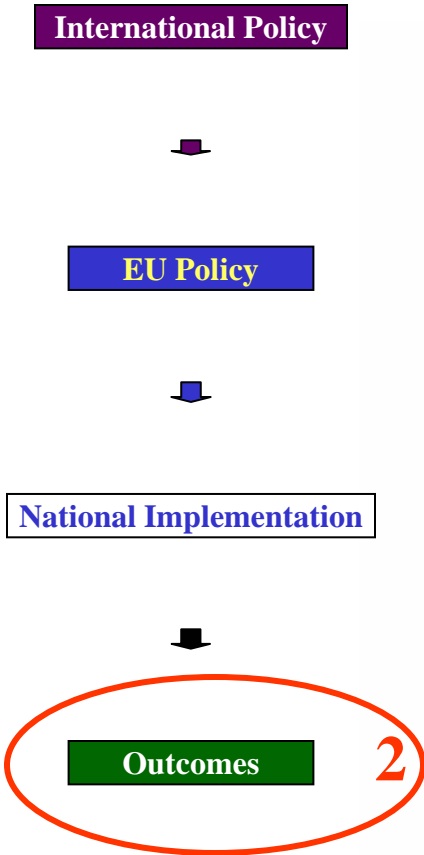 International Policy
EU Policy
National Implementation
Outcomes
2